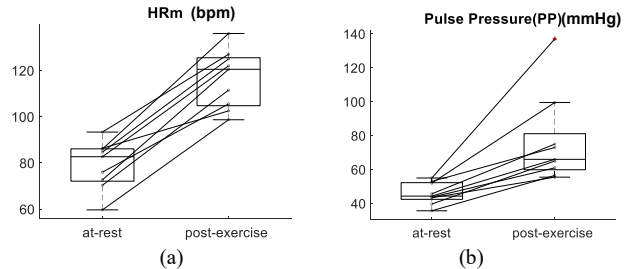 HRm (bpm)
120
100
80
60
at-rest
post-exercise
(a)
Pulse Pressure(PP)(mmHg)
140
120
100
80
60
40
at-rest
post-exercise
(b)